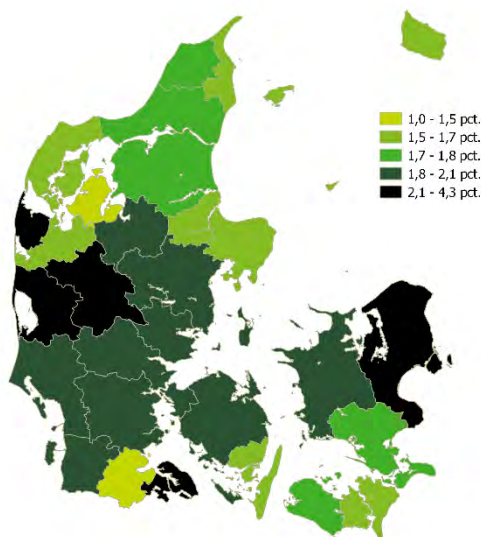 1,0 - 1,5 pct.
1,5 - 1,7 pct.
1,7 - 1,8 pct.
1,8 - 2,1 pct.
2,1 - 4,3 pct.